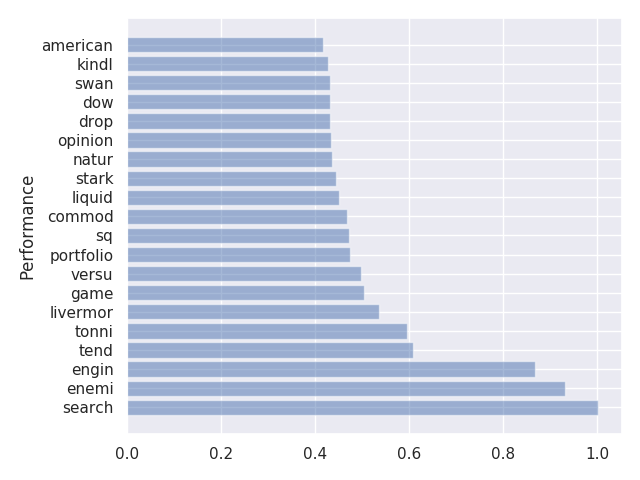 american
kindl
swan
dow
drop
opinion
natur
stark
liquid
commod
sq
portfolio
versu
game
livermor
tonni
tend
engin
enemi
search
Performance
0.0 0.2 0.4 0.6 0.8 1.0